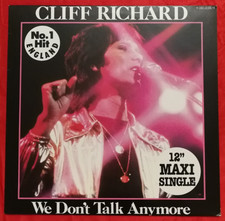 CLIFF RICHARD
No.1
Hit
ENGLAND
12"
MAXI
SINGLE
We Don't Talk Anymore